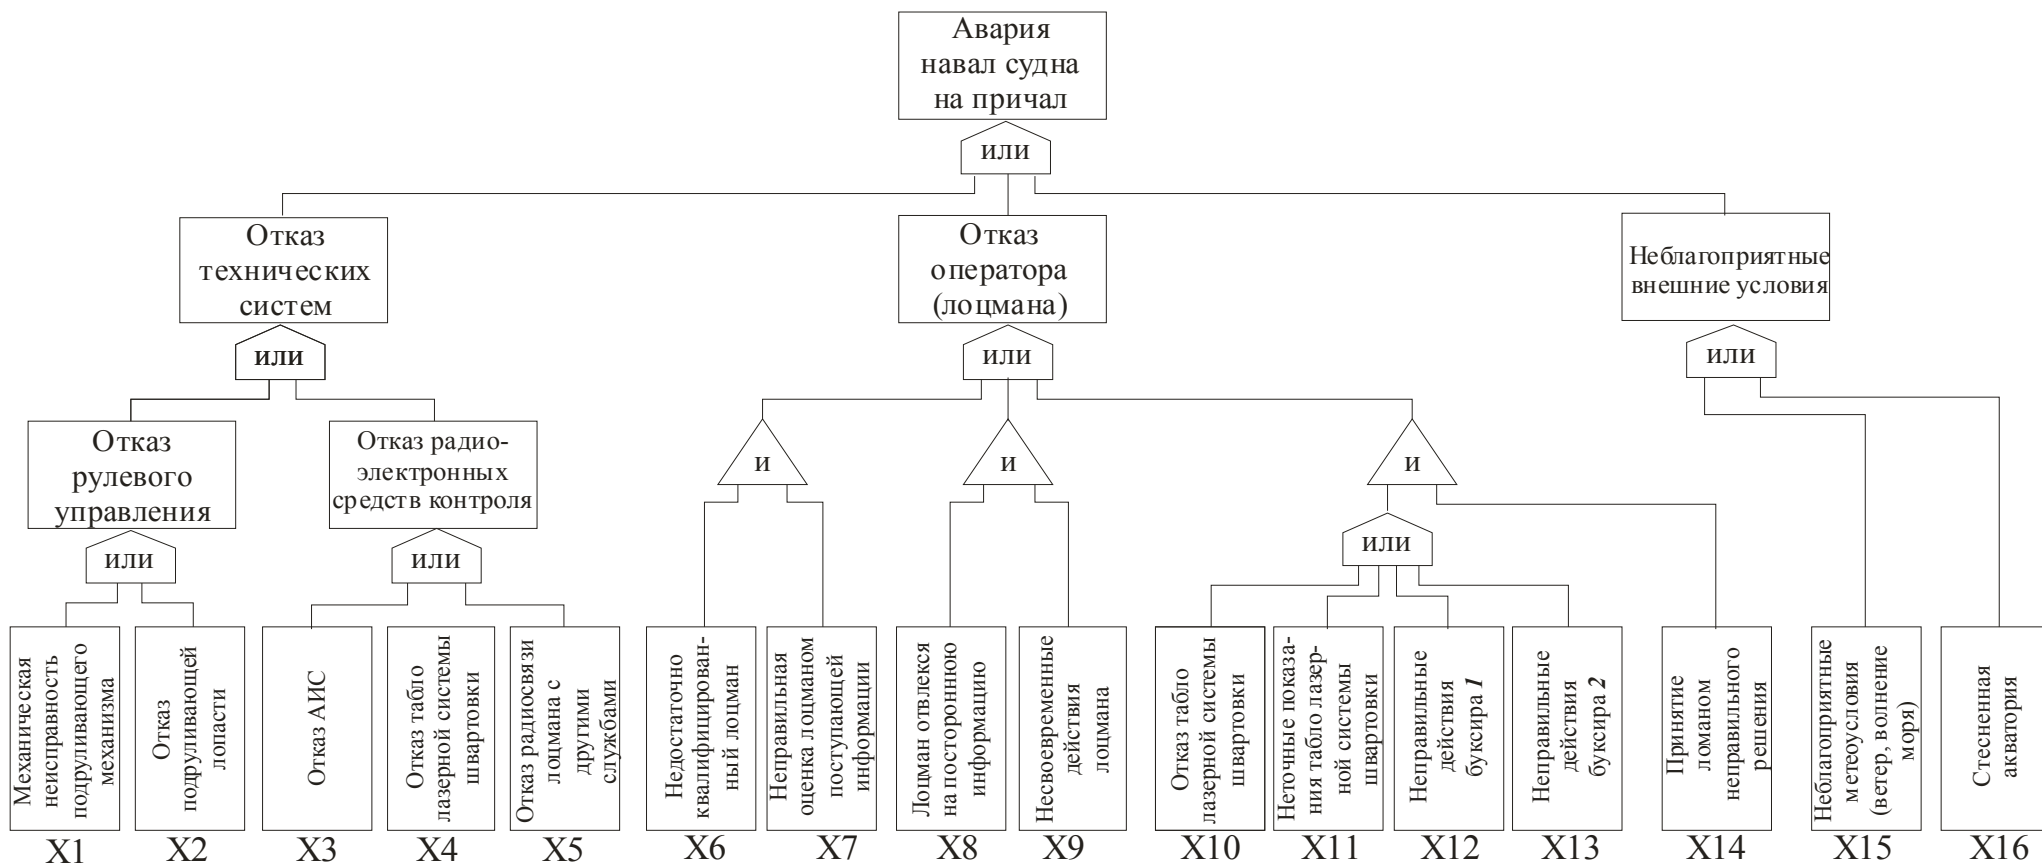 Авария
навал судна
на причал
или
Отказ
технических
систем
Отказ
оператора
(лоцмана)
Неблагоприятные
внешние условия
или
или
или
Отказ
рулевого
управления
Отказ радио-
электронных
средств контроля
и
и
и
или
или
или
Механическая
неисправность
подруливающего
механизма
Отказ
подруливающей
лопасти
Отказ АИС
Отказ табло
лазерной системы
швартовки
Отказ радиосвязи
лоцмана с
другими
службами
Недостаточно
квалифицирован-
ный лоцман
Неправильная
оценка лоцманом
поступающей
информации
Лоцман отвлекся
на постороннюю
информацию
Несвоевременные
действия
лоцмана
Отказ табло
лазерной системы
швартовки
Неточные показа-
ния табло лазер-
ной системы
швартовки
Неправильные
действия
буксира 1
Неправильные
действия
буксира 2
Принятие
ломаном
неправильного
решения
Неблагоприятные
метеоусловия
(ветер, волнение
моря)
Стесненная
акватория
X1 X2 X3 X4 X5 X6 X7 X8 X9 X10 X11 X12 X13 X14 X15 X16